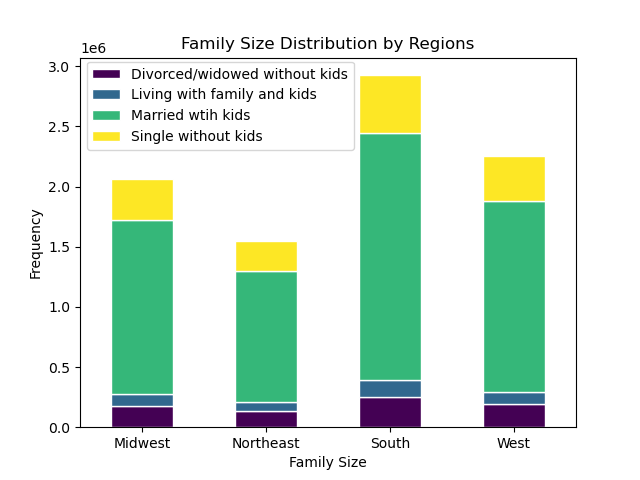 Family Size Distribution by Regions
1e6
Divorced/widowed without kids
Living with family and kids
Married wtih kids
Single without kids
3.0
2.5
2.0
1.5
1.0
0.5
0.0
Frequency
Midwest Northeast South West
Family Size